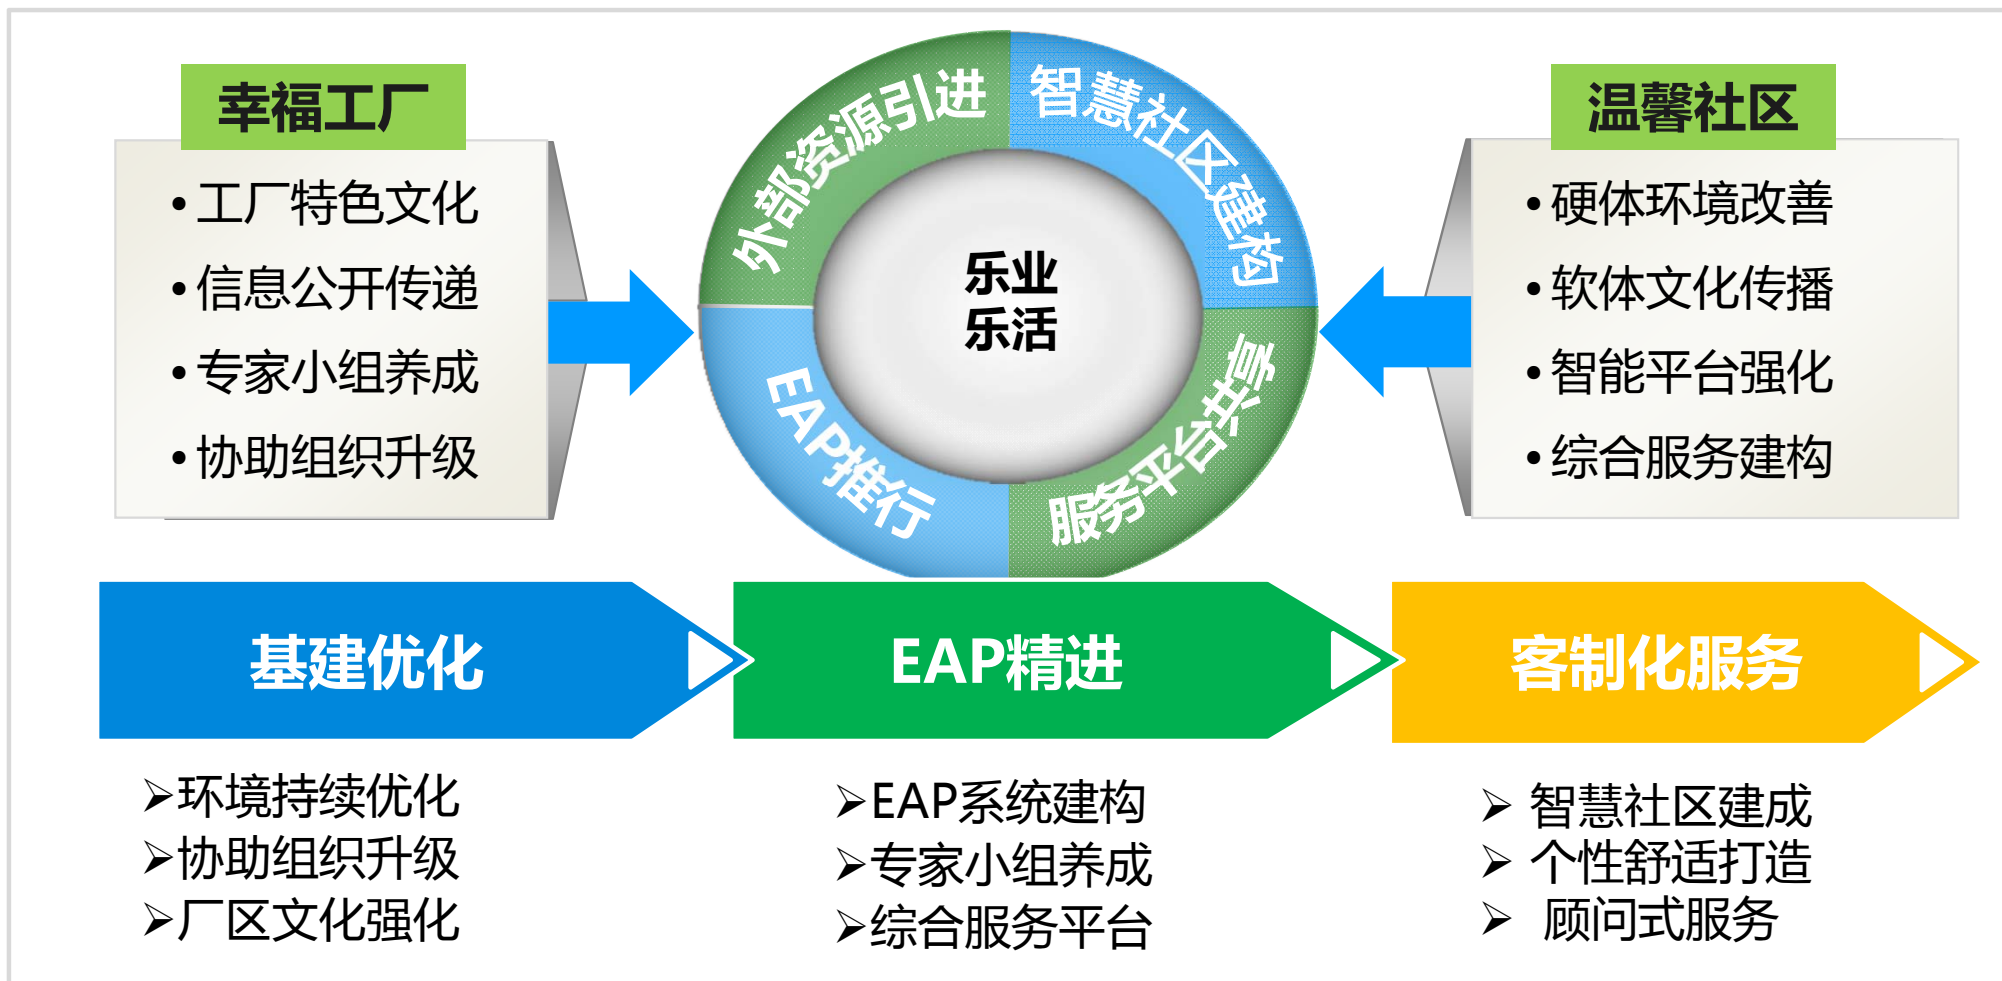 幸福工厂
•工厂特色文化
•信息公开传递
•专家小组养成
•协助组织升级
外部资源引进
智慧社区建构
EAP推行
服务平台共享
乐业
乐活
温馨社区
•硬体环境改善
•软体文化传播
•智能平台强化
•综合服务建构
基建优化
EAP精进
客制化服务
➢环境持续优化
➢协助组织升级
➢厂区文化强化
➢EAP系统建构
➢专家小组养成
➢综合服务平台
➢ 智慧社区建成
➢ 个性舒适打造
➢ 顾问式服务